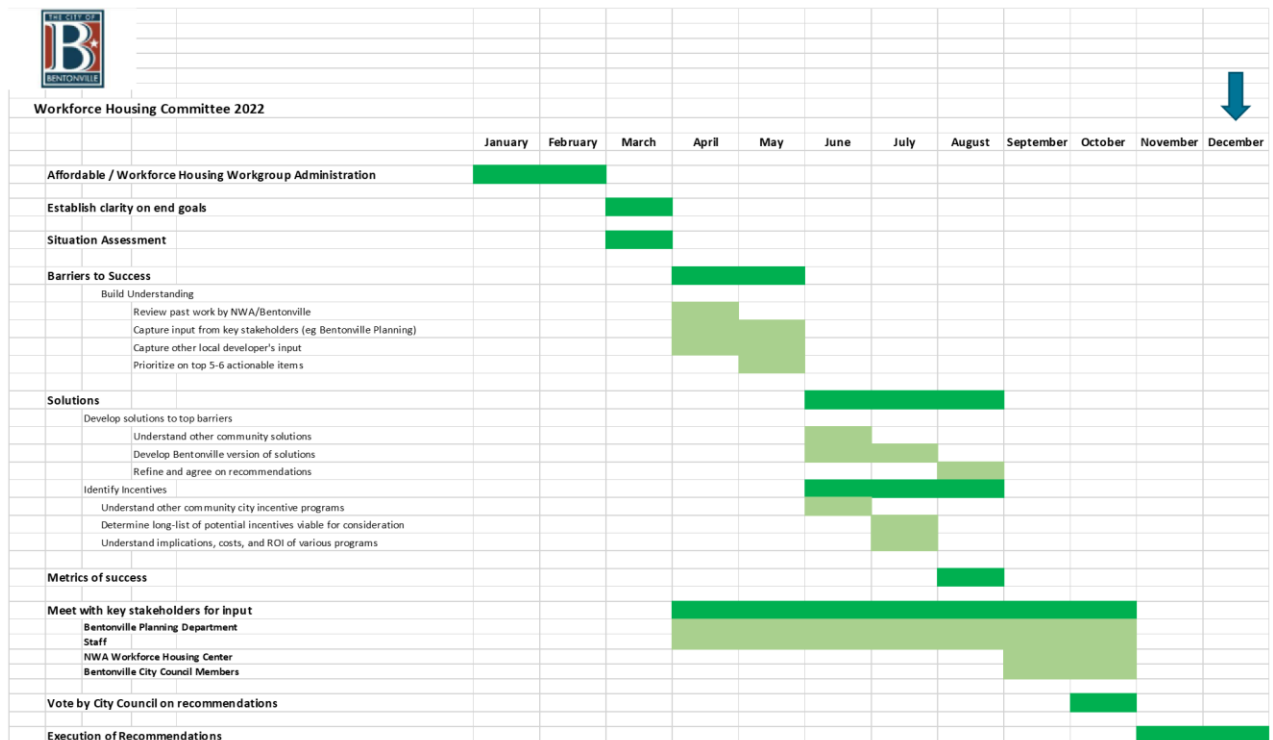 THE CITY OF
B
BENTONVILLE
Workforce Housing Committee 2022
January February March April May June July August September October November December
Affordable / Workforce Housing Workgroup Administration
Establish clarity on end goals
Situation Assessment
Barriers to Success
Build Understanding
Review past work by NWA/Bentonville
Capture input from key stakeholders (eg Bentonville Planning)
Capture other local developer's input
Prioritize on top 5-6 actionable items
Solutions
Develop solutions to top barriers
Understand other community solutions
Develop Bentonville version of solutions
Refine and agree on recommendations
Identify Incentives
Understand other community city incentive programs
Determine long-list of potential incentives viable for consideration
Understand implications, costs, and ROI of various programs
Metrics of success
Meet with key stakeholders for input
Bentonville Planning Department
Staff
NWA Workforce Housing Center
Bentonville City Council Members
Vote by City Council on recommendations
Execution of Recommendations